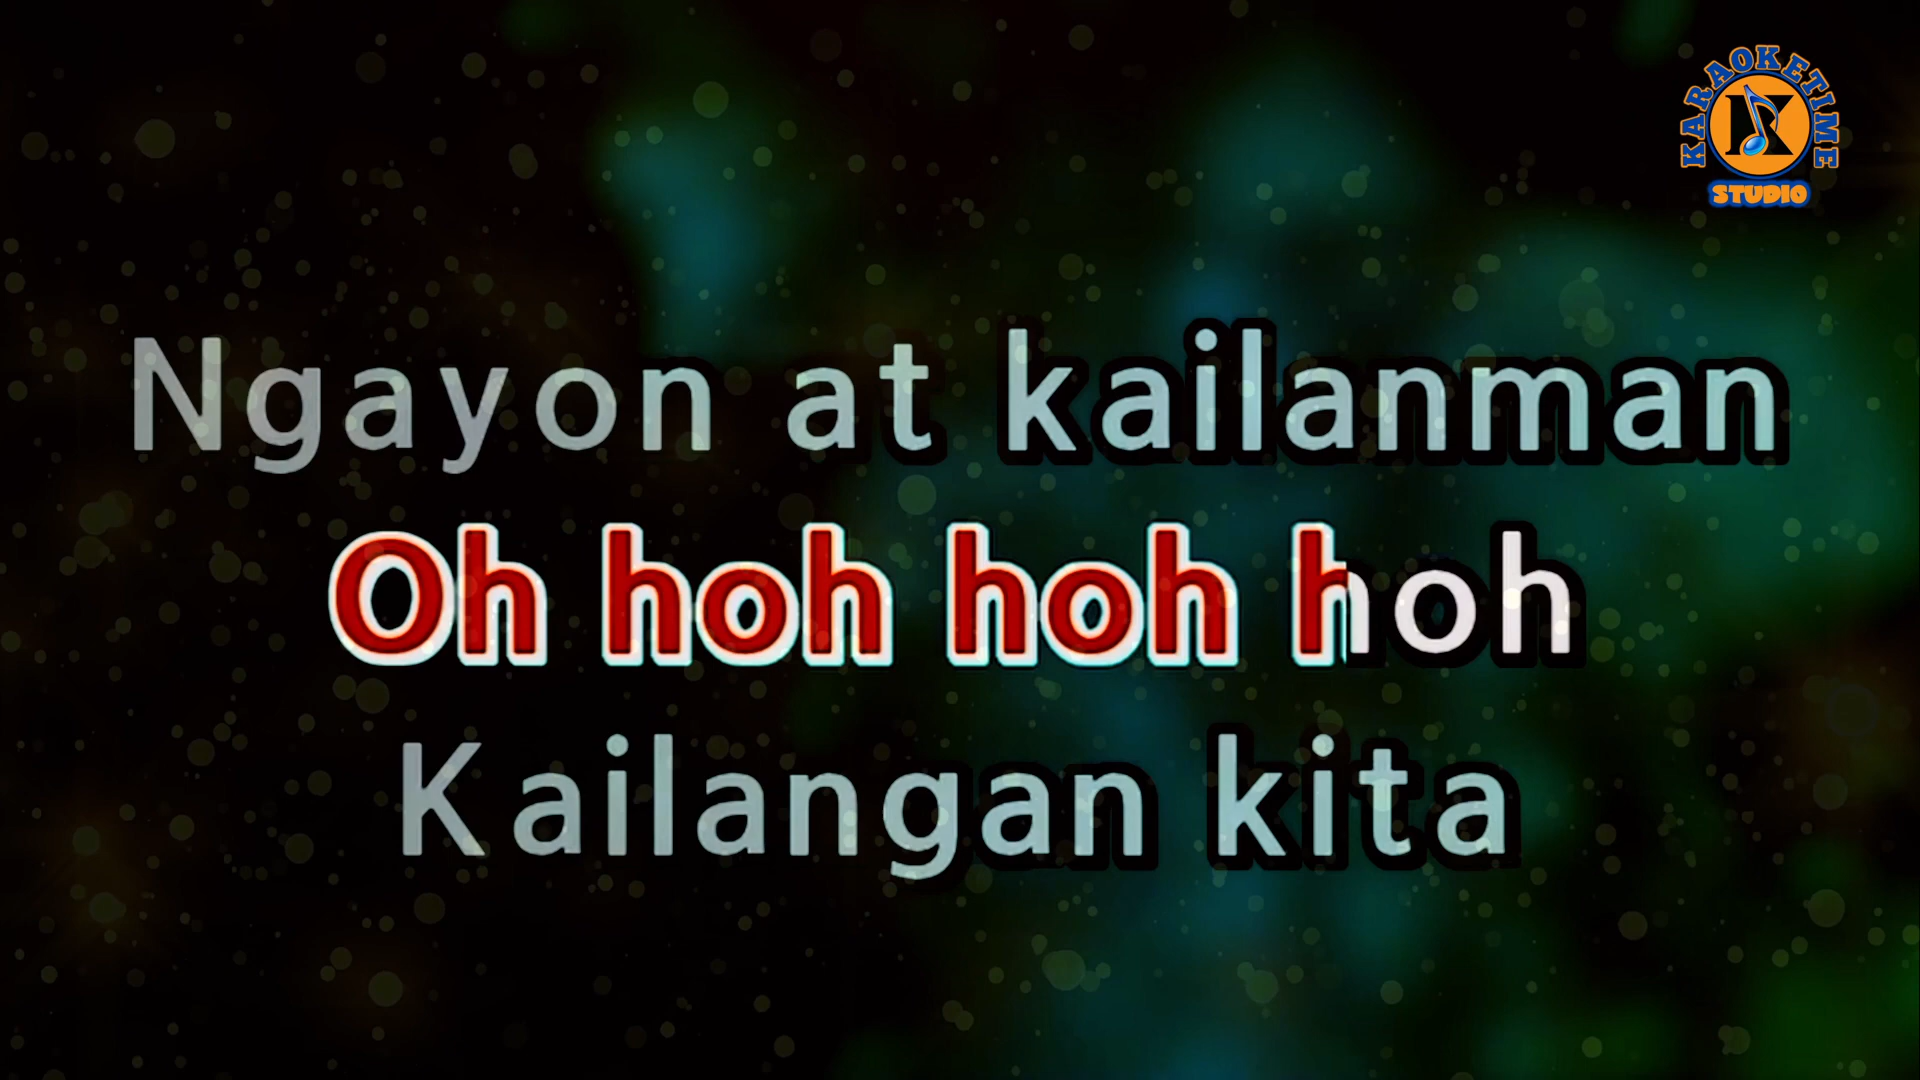 KARAOKETIME
K
STUDIO
Ngayon at kailanman
Oh hoh hoh hoh
Kailangan kita